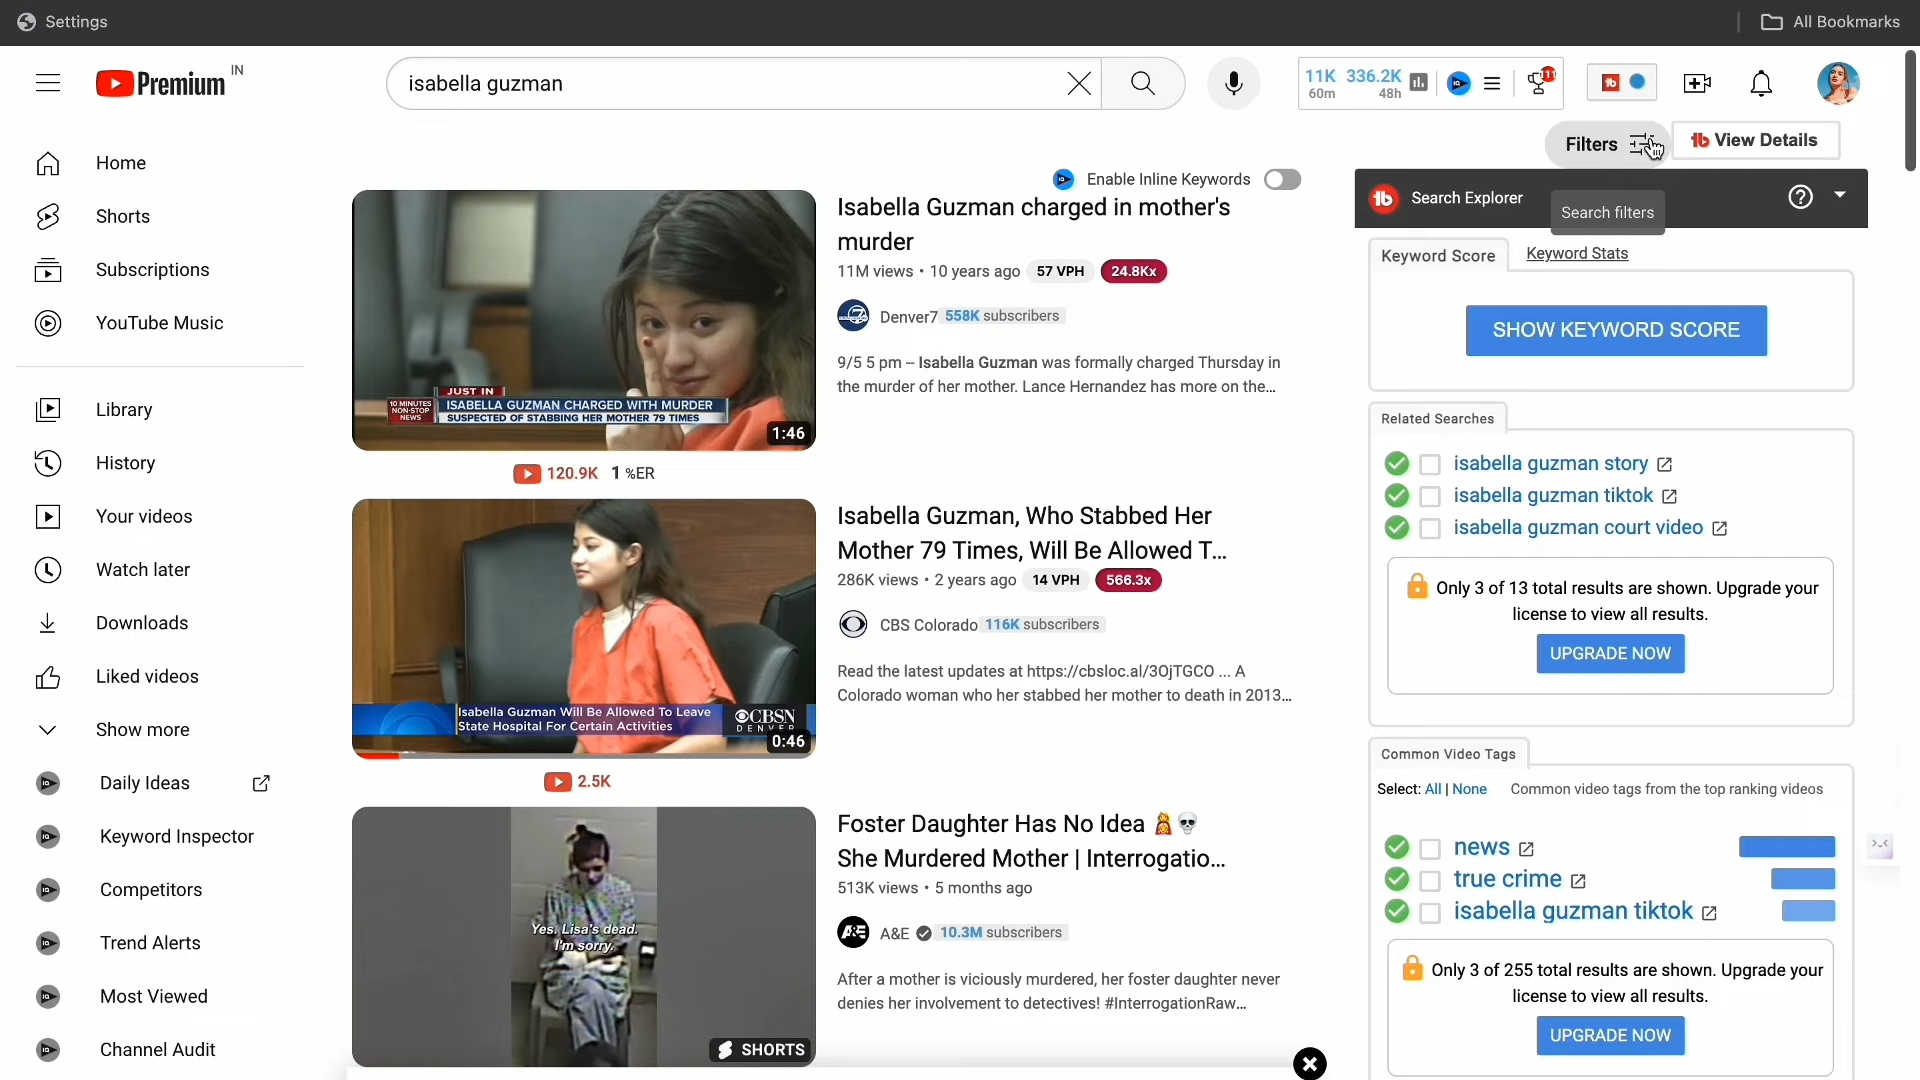 Settings
All Bookmarks
Premium IN
isabella guzman
11K 336.2K
60m 48h
11
Filters
View Details
Home
Shorts
Subscriptions
YouTube Music
Library
History
Your videos
Watch later
Downloads
Liked videos
Show more
Daily Ideas
Keyword Inspector
Competitors
Trend Alerts
Most Viewed
Channel Audit
Enable Inline Keywords
JUST IN
10 MINUTES
NON-STOP
NEWS
ISABELLA GUZMAN CHARGED WITH MURDER
SUSPECTED OF STABBING HER MOTHER 79 TIMES
1:46
120.9K 1 %ER
Isabella Guzman charged in mother's
murder
11M views • 10 years ago 57 VPH 24.8Kx
Denver7 558K subscribers
9/5 5 pm -- Isabella Guzman was formally charged Thursday in
the murder of her mother. Lance Hernandez has more on the...
Isabella Guzman Will Be Allowed To Leave
State Hospital For Certain Activities
CBSN
DENVER
0:46
2.5K
Isabella Guzman, Who Stabbed Her
Mother 79 Times, Will Be Allowed T...
286K views • 2 years ago 14 VPH 566.3x
CBS Colorado 116K subscribers
Read the latest updates at https://cbsloc.al/3OjTGCO ... A
Colorado woman who her stabbed her mother to death in 2013...
Yes. Lisa's dead.
I'm sorry.
SHORTS
Foster Daughter Has No Idea 👸💀
She Murdered Mother | Interrogatio...
513K views • 5 months ago
A&E 10.3M subscribers
After a mother is viciously murdered, her foster daughter never
denies her involvement to detectives! #InterrogationRaw...
Search Explorer
Search filters
Keyword Score
Keyword Stats
SHOW KEYWORD SCORE
Related Searches
isabella guzman story
isabella guzman tiktok
isabella guzman court video
Only 3 of 13 total results are shown. Upgrade your
license to view all results.
UPGRADE NOW
Common Video Tags
Select: All | None Common video tags from the top ranking videos
news
true crime
isabella guzman tiktok
Only 3 of 255 total results are shown. Upgrade your
license to view all results.
UPGRADE NOW